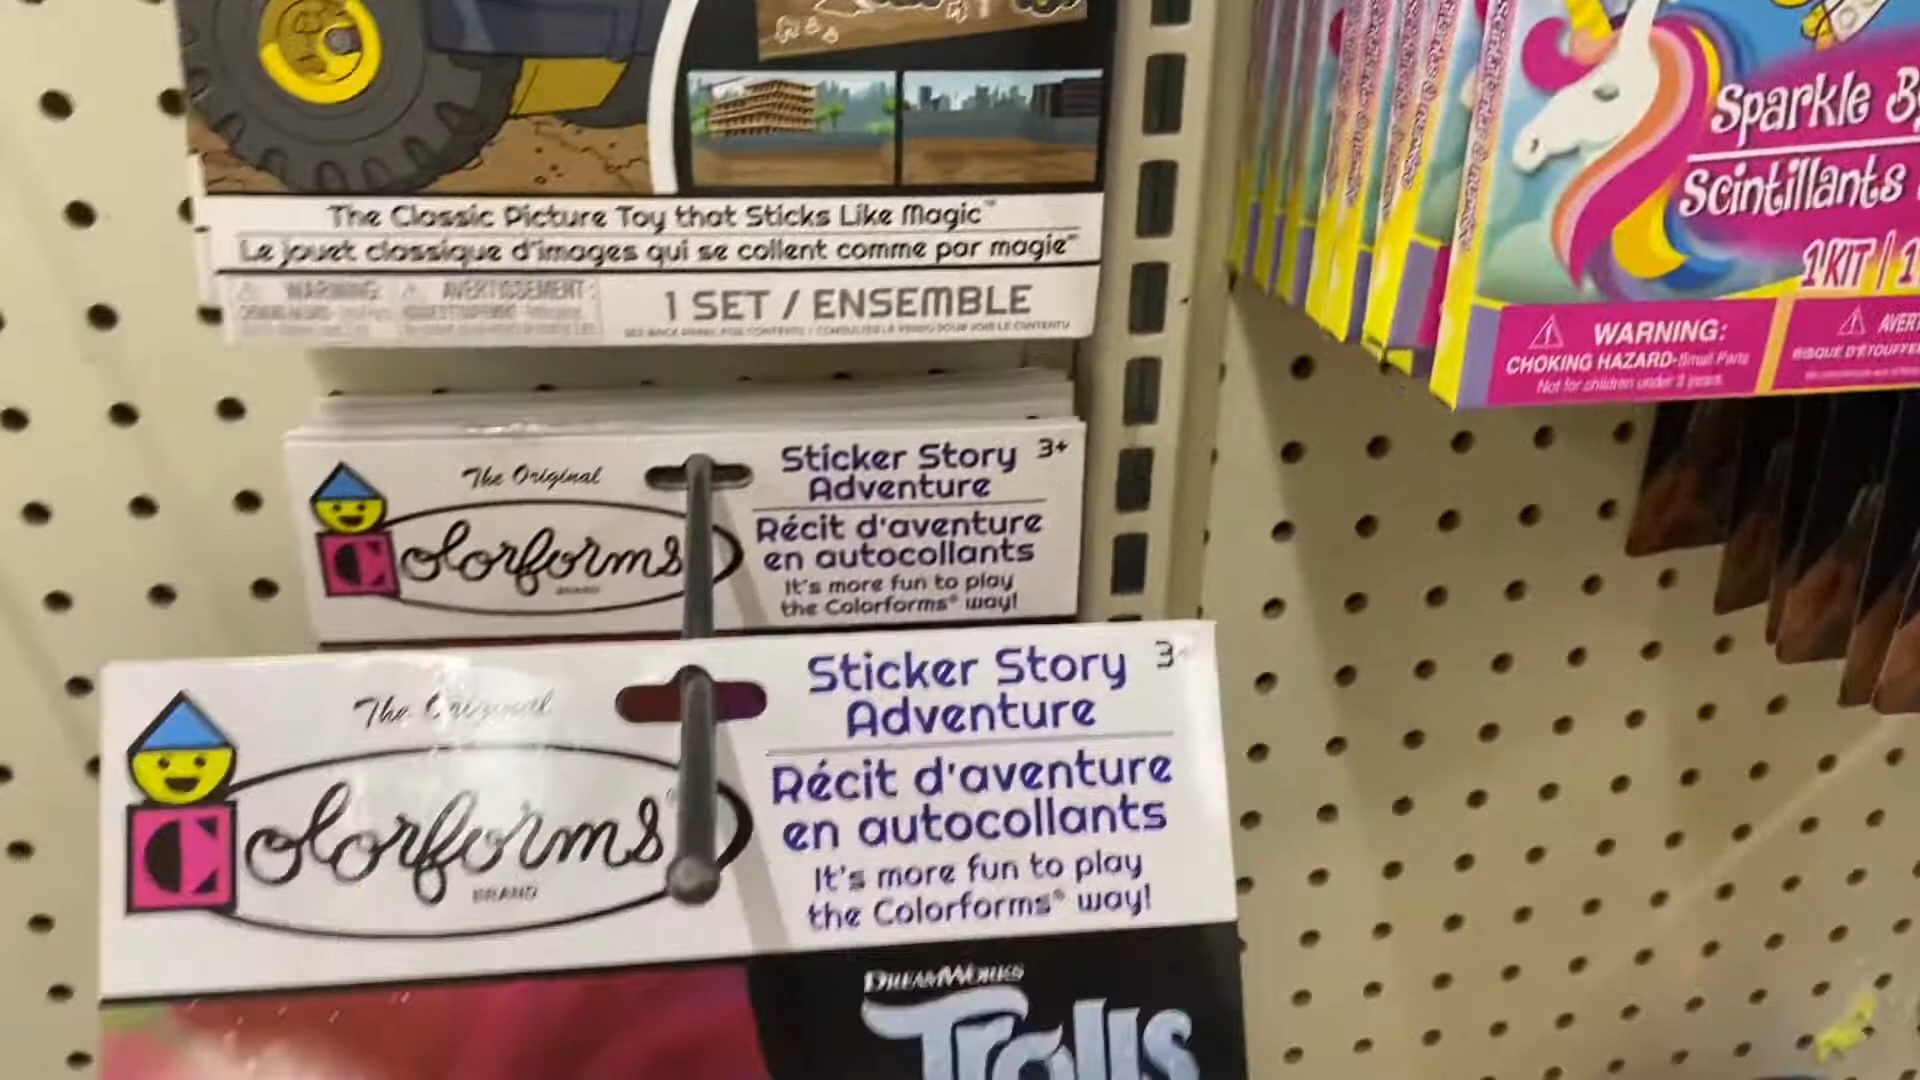 The Classic Picture Toy that Sticks Like Magic™
Le jouet classique d'images qui se collent comme par magie™
WARNING: AVERTISSEMENT:
1 SET / ENSEMBLE
Sparkle
Scintillants
1 KIT / 1
WARNING:
CHOKING HAZARD-Small Parts
Not for children under 3 years.
The Original
Colorforms
BRAND
Sticker Story
Adventure
3+
Récit d'aventure
en autocollants
It's more fun to play
the Colorforms® way!
The Original
Colorforms
BRAND
Sticker Story
Adventure
3
Récit d'aventure
en autocollants
It's more fun to play
the Colorforms® way!
DREAMWORKS
Trolls